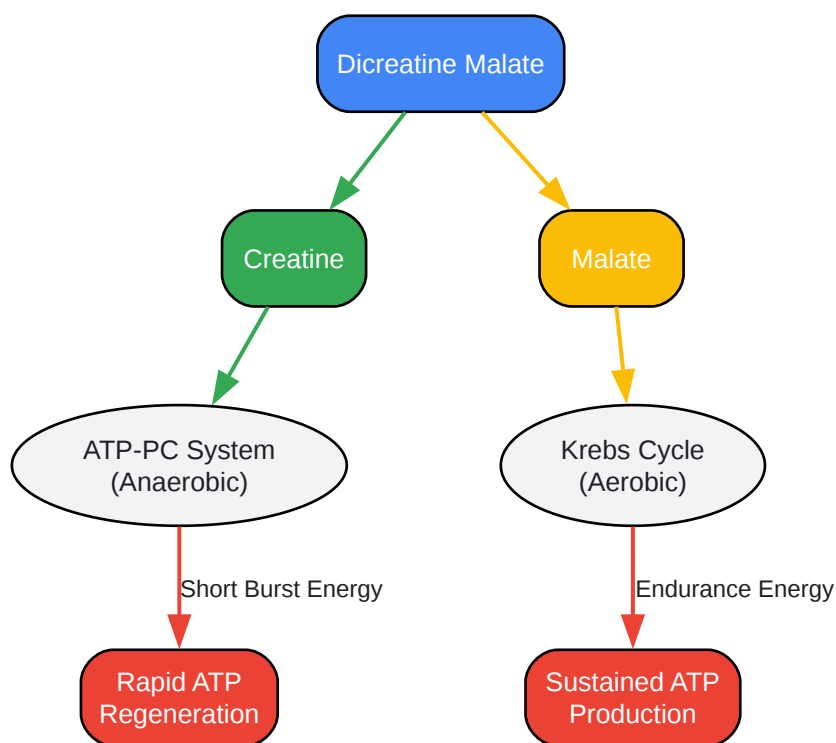 Dicreatine Malate
Creatine
Malate
ATP-PC System
(Anaerobic)
Krebs Cycle
(Aerobic)
Short Burst Energy
Endurance Energy
Rapid ATP
Regeneration
Sustained ATP
Production